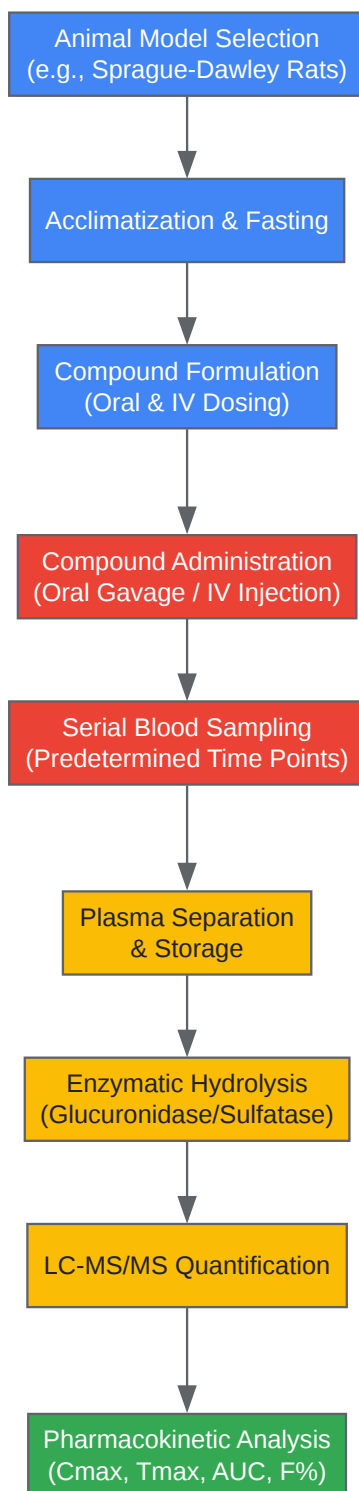 Animal Model Selection
(e.g., Sprague-Dawley Rats)
Acclimatization & Fasting
Compound Formulation
(Oral & IV Dosing)
Compound Administration
(Oral Gavage / IV Injection)
Serial Blood Sampling
(Predetermined Time Points)
Plasma Separation
& Storage
Enzymatic Hydrolysis
(Glucuronidase/Sulfatase)
LC-MS/MS Quantification
Pharmacokinetic Analysis
(Cmax, Tmax, AUC, F%)